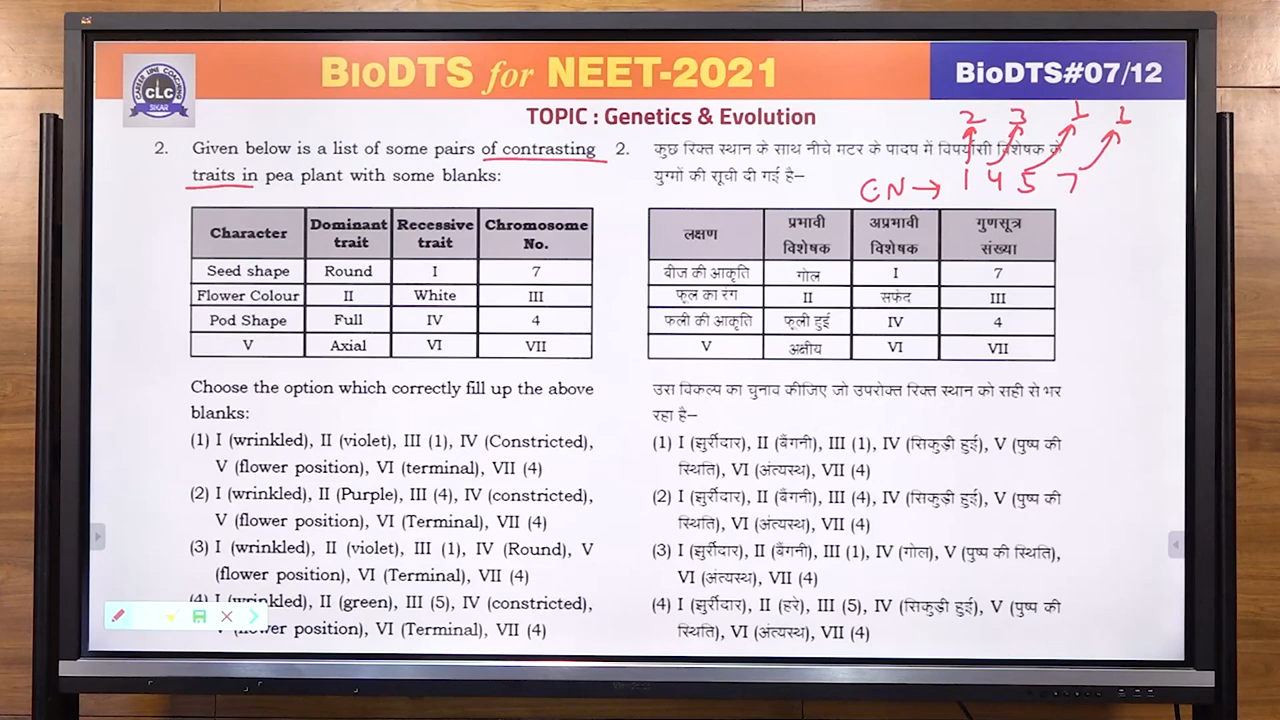 CAREER LINE COACHING
CLC
SIKAR
BIODTS for NEET-2021
BioDTS#07/12
TOPIC : Genetics & Evolution
2. Given below is a list of some pairs of contrasting
traits in pea plant with some blanks:
Character Dominant trait Recessive trait Chromosome No.
Seed shape Round I 7
Flower Colour II White III
Pod Shape Full IV 4
V Axial VI VII
Choose the option which correctly fill up the above
blanks:
(1) I (wrinkled), II (violet), III (1), IV (Constricted),
V (flower position), VI (terminal), VII (4)
(2) I (wrinkled), II (Purple), III (4), IV (constricted),
V (flower position), VI (Terminal), VII (4)
(3) I (wrinkled), II (violet), III (1), IV (Round), V
(flower position), VI (Terminal), VII (4)
(4) I (wrinkled), II (green), III (5), IV (constricted),
V (flower position), VI (Terminal), VII (4)
2 3 1 1
2. कुछ रिक्त स्थान के साथ नीचे मटर के पादप में विपर्यासी विशेषक के
युग्मों की सूची दी गई है–
CN → 1 4 5 7
लक्षण प्रभावी विशेषक अप्रभावी विशेषक गुणसूत्र संख्या
बीज की आकृति गोल I 7
फूल का रंग II सफेद III
फली की आकृति फूली हुई IV 4
V अक्षीय VI VII
उस विकल्प का चुनाव कीजिए जो उपरोक्त रिक्त स्थान को सही से भर
रहा है–
(1) I (झुर्रीदार), II (बैंगनी), III (1), IV (सिकुड़ी हुई), V (पुष्प की
स्थिति), VI (अंत्यस्थ), VII (4)
(2) I (झुर्रीदार), II (बैंगनी), III (4), IV (सिकुड़ी हुई), V (पुष्प की
स्थिति), VI (अंत्यस्थ), VII (4)
(3) I (झुर्रीदार), II (बैंगनी), III (1), IV (गोल), V (पुष्प की स्थिति),
VI (अंत्यस्थ), VII (4)
(4) I (झुर्रीदार), II (हरे), III (5), IV (सिकुड़ी हुई), V (पुष्प की
स्थिति), VI (अंत्यस्थ), VII (4)